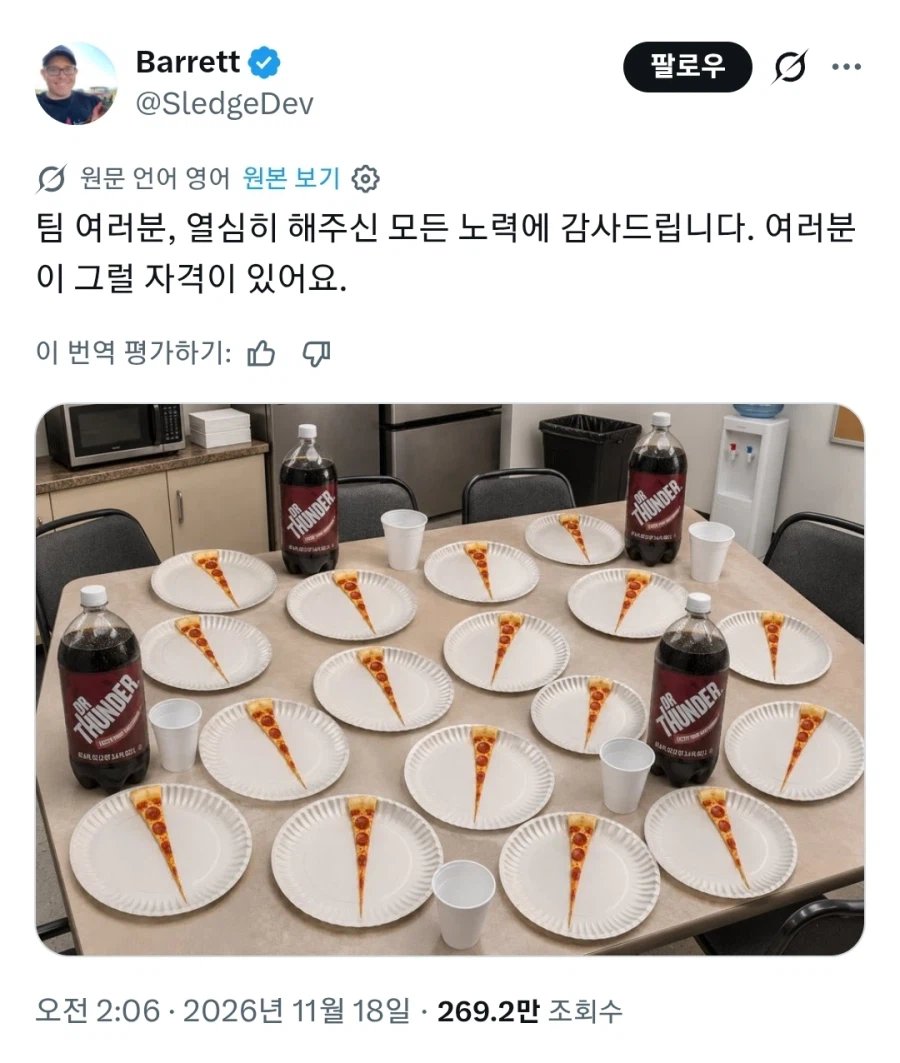 Barrett
팔로우
@SledgeDev
원문 언어 영어 원본 보기
팀 여러분, 열심히 해주신 모든 노력에 감사드립니다. 여러분
이 그럴 자격이 있어요.
이 번역 평가하기:
DR
THUNDER
DR
THUNDER
DR
THUNDER
DR
THUNDER
오전 2:06 · 2026년 11월 18일 · 269.2만 조회수